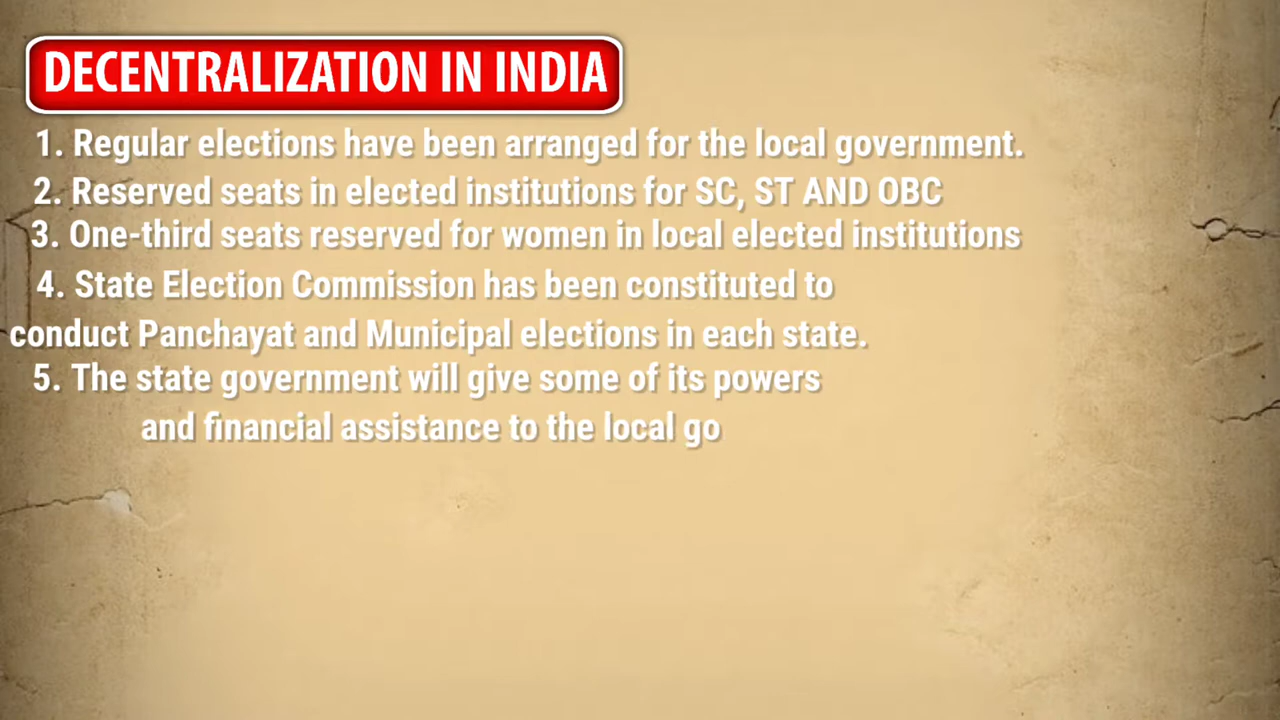 DECENTRALIZATION IN INDIA
1. Regular elections have been arranged for the local government.
2. Reserved seats in elected institutions for SC, ST AND OBC
3. One-third seats reserved for women in local elected institutions
4. State Election Commission has been constituted to
conduct Panchayat and Municipal elections in each state.
5. The state government will give some of its powers
and financial assistance to the local go